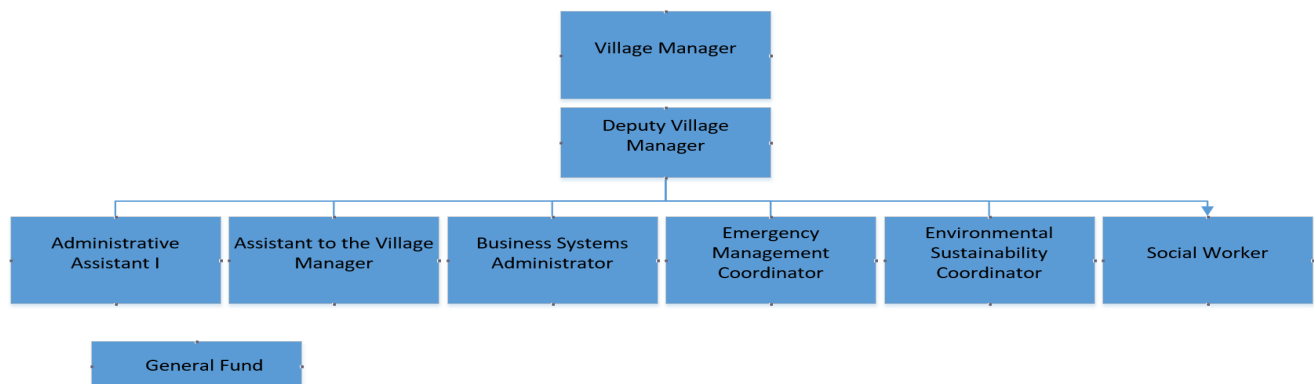 Village Manager
Deputy Village
Manager
Administrative
Assistant I
Assistant to the Village
Manager
Business Systems
Administrator
Emergency
Management
Coordinator
Environmental
Sustainability
Coordinator
Social Worker
General Fund